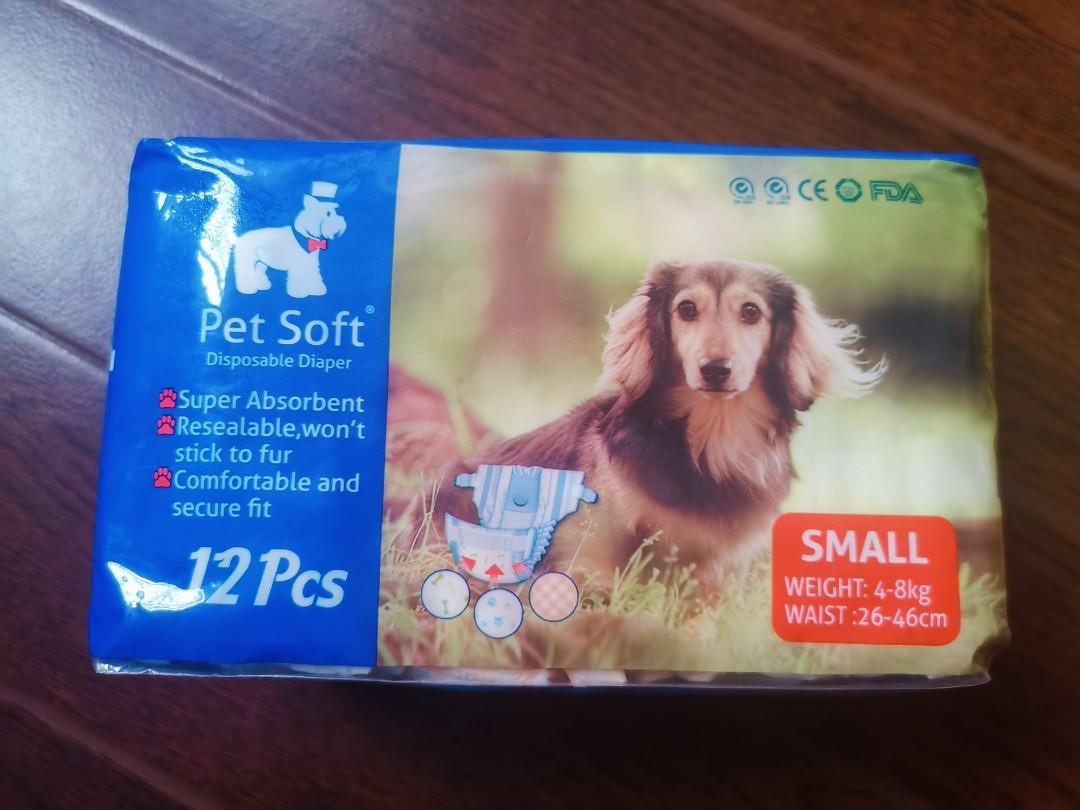 CE FDA
Pet Soft®
Disposable Diaper
Super Absorbent
Resealable,won't
stick to fur
Comfortable and
secure fit
12 Pcs
SMALL
WEIGHT: 4-8kg
WAIST :26-46cm